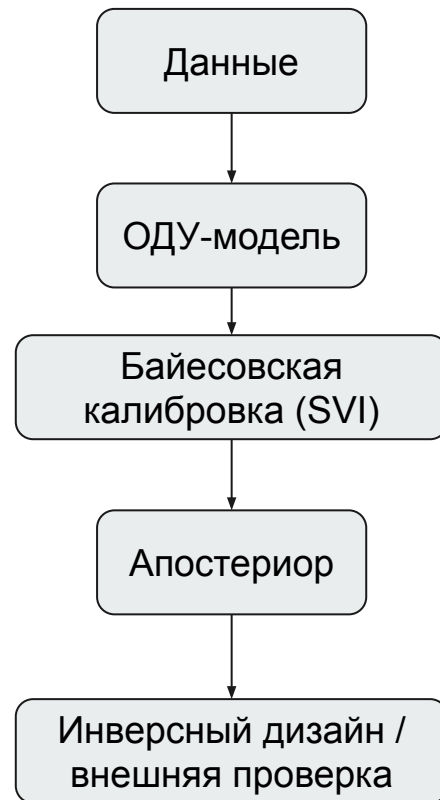 Данные
ОДУ-модель
Байесовская
калибровка (SVI)
Апостериор
Инверсный дизайн /
внешняя проверка